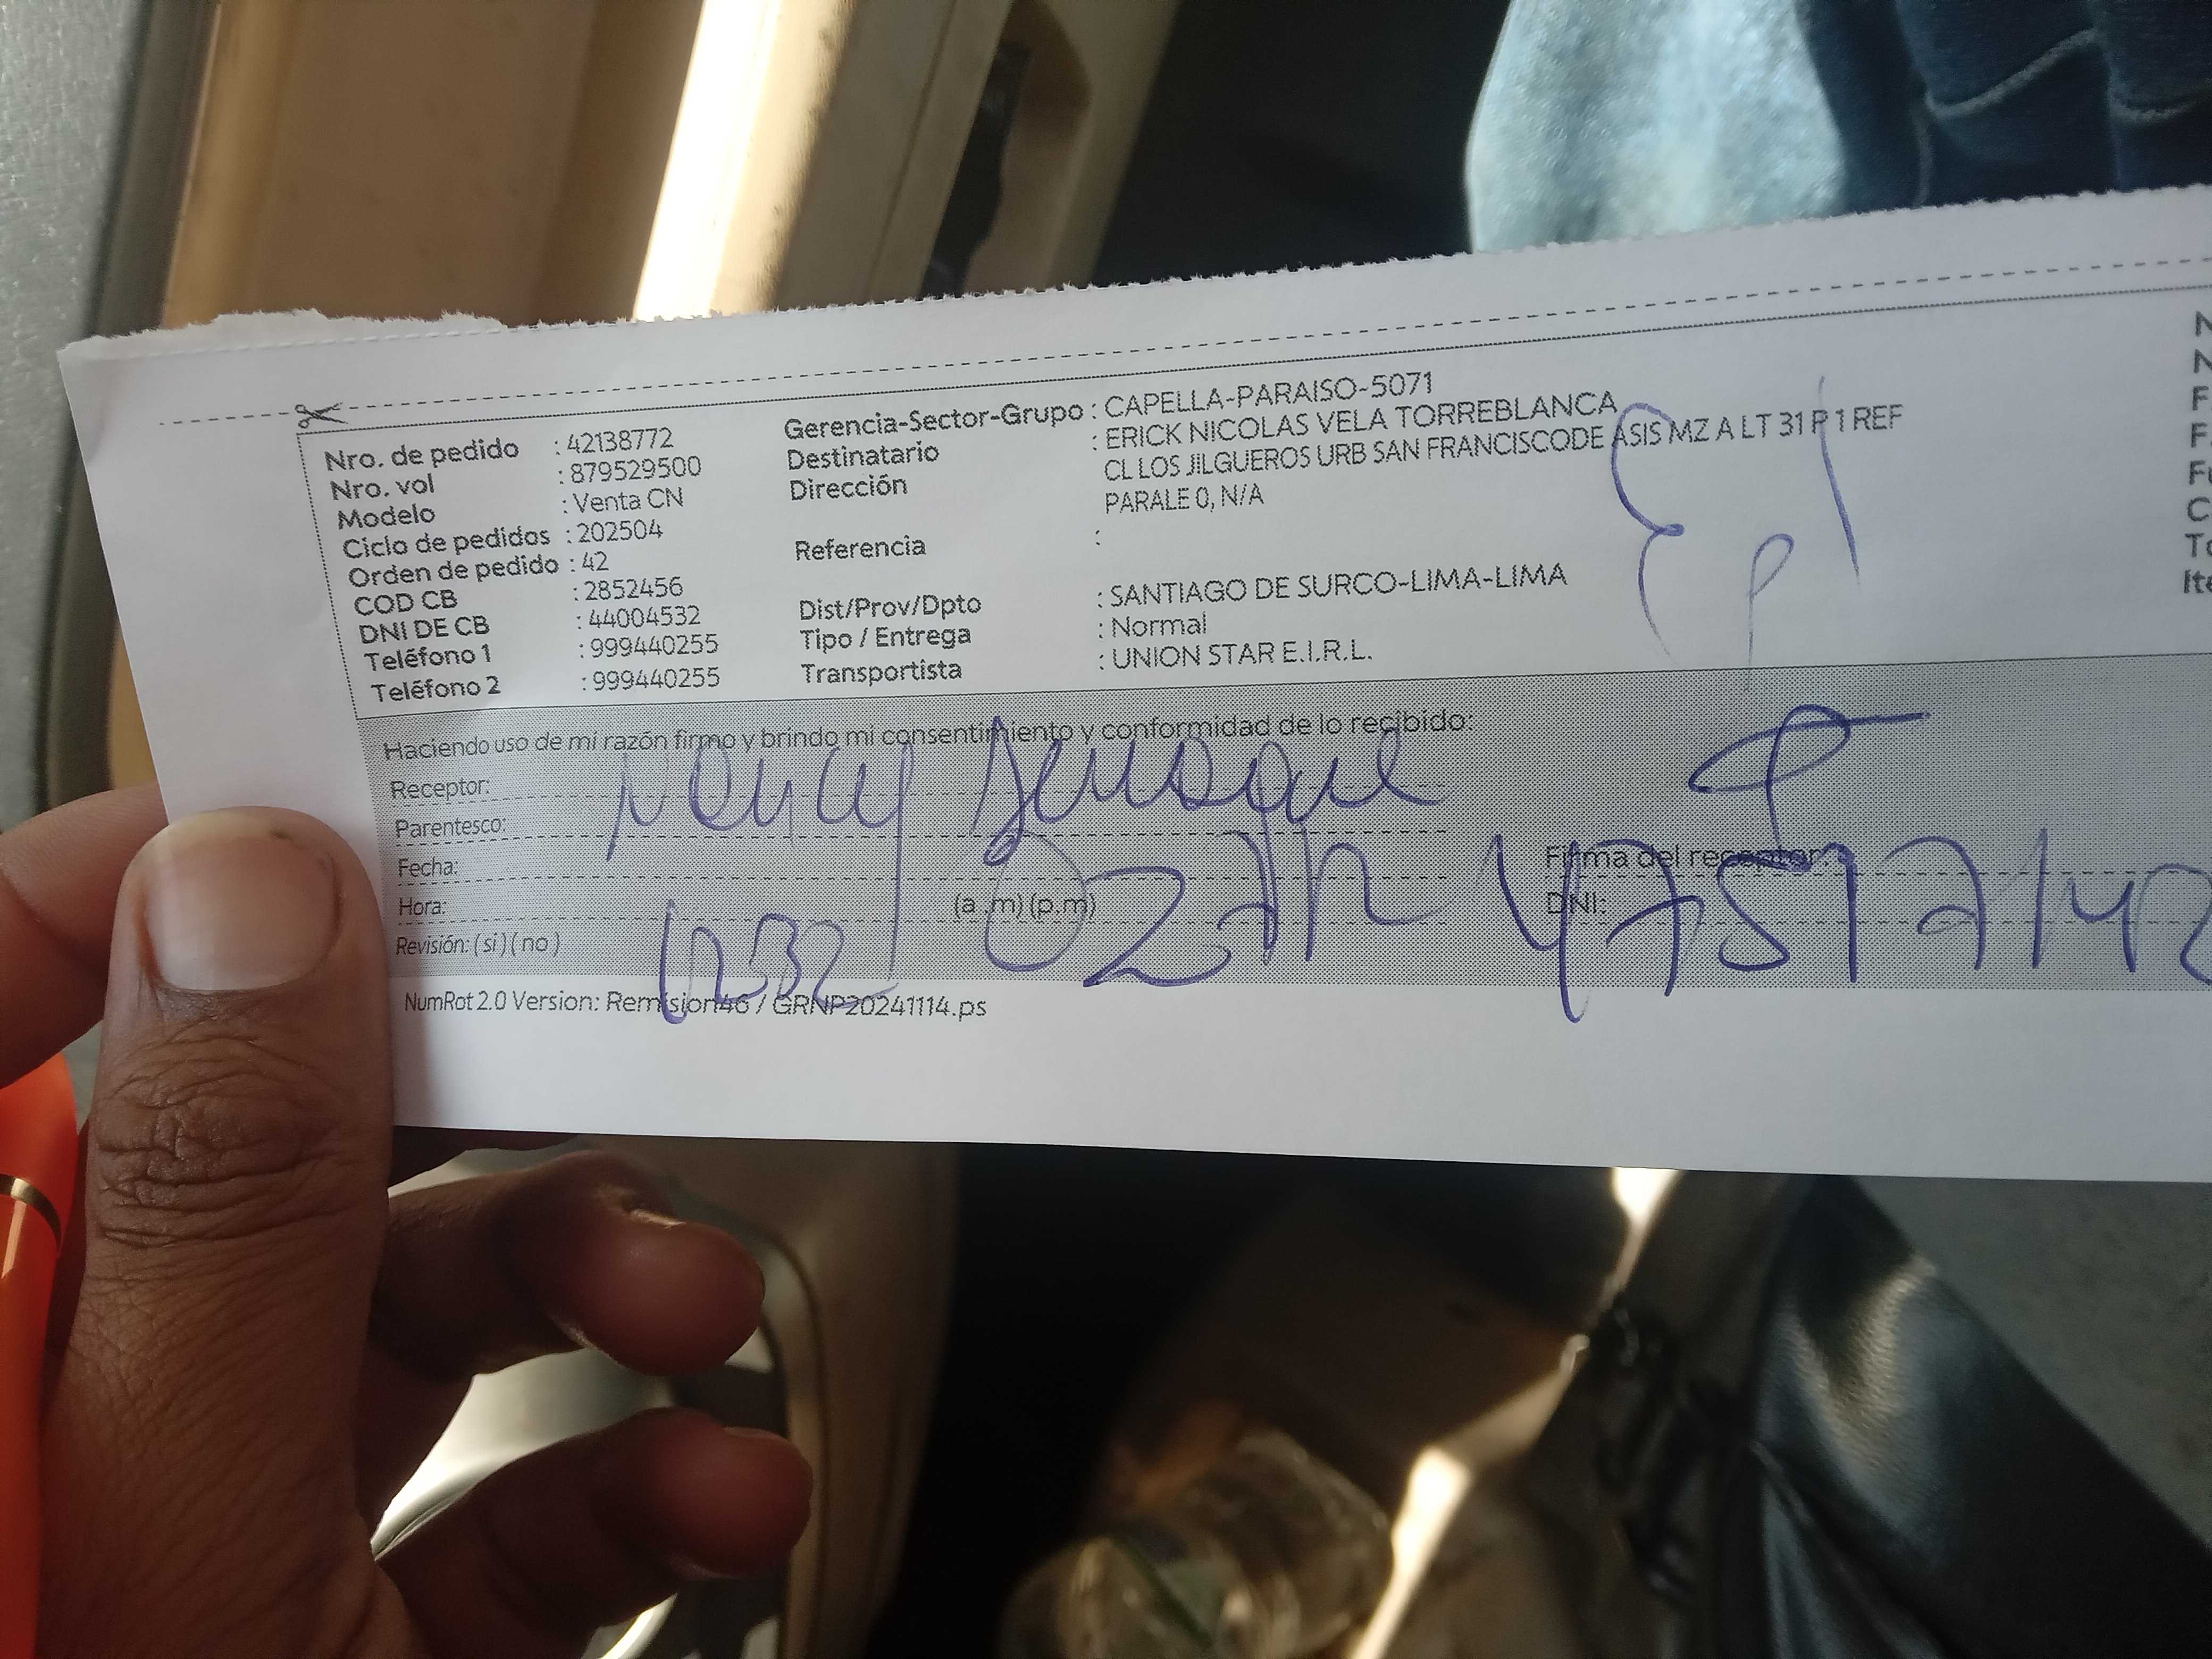 Nro. de pedido : 42138772
Nro. vol : 879529500
Modelo : Venta CN
Ciclo de pedidos : 202504
Orden de pedido : 42
COD CB : 2852456
DNI DE CB : 44004532
Teléfono 1 : 999440255
Teléfono 2 : 999440255
Gerencia-Sector-Grupo : CAPELLA-PARAISO-5071
Destinatario : ERICK NICOLAS VELA TORREBLANCA
Dirección : CL LOS JILGUEROS URB SAN FRANCISCODE ASIS MZ A LT 31 P 1 REF
PARALE 0, N/A
Referencia :
Dist/Prov/Dpto : SANTIAGO DE SURCO-LIMA-LIMA
Tipo / Entrega : Normal
Transportista : UNION STAR E.I.R.L.
Haciendo uso de mi razón firmo y brindo mi consentimiento y conformidad de lo recibido:
Receptor:
Parentesco:
Fecha:
Firma del receptor:
Hora: (a .m) (p.m)
DNI:
Revisión: ( si ) ( no )
NumRot 2.0 Version: Remision46 / GRNP20241114.ps